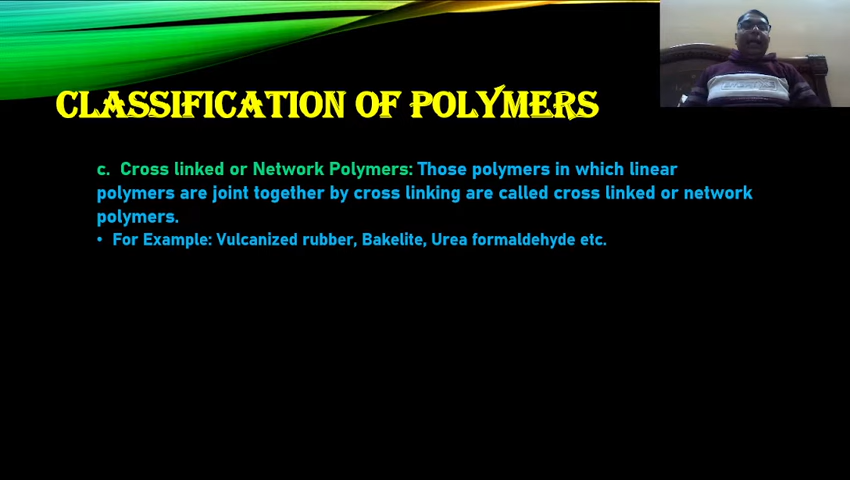 CLASSIFICATION OF POLYMERS
c. Cross linked or Network Polymers: Those polymers in which linear
polymers are joint together by cross linking are called cross linked or network
polymers.
• For Example: Vulcanized rubber, Bakelite, Urea formaldehyde etc.